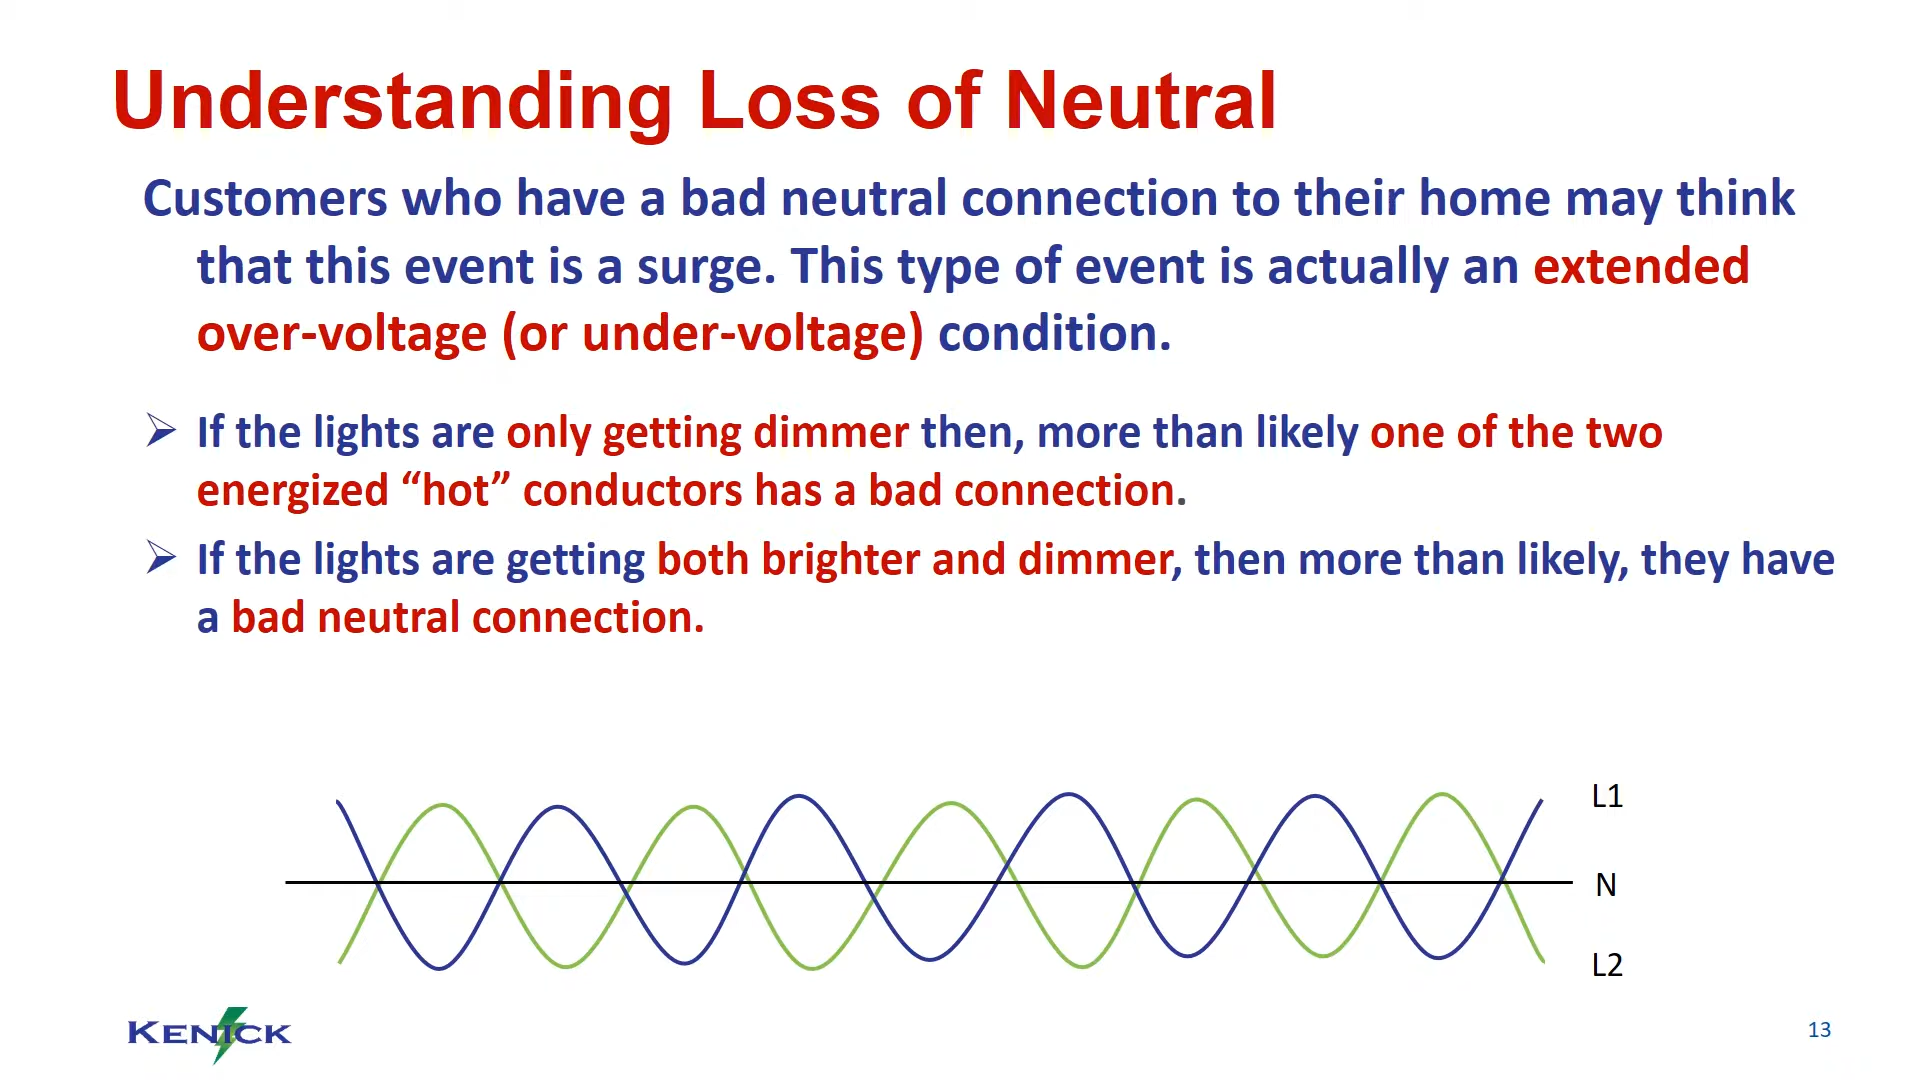 Understanding Loss of Neutral
Customers who have a bad neutral connection to their home may think
that this event is a surge. This type of event is actually an extended
over-voltage (or under-voltage) condition.
If the lights are only getting dimmer then, more than likely one of the two
energized “hot” conductors has a bad connection.
If the lights are getting both brighter and dimmer, then more than likely, they have
a bad neutral connection.
L1
N
L2
KENICK
13